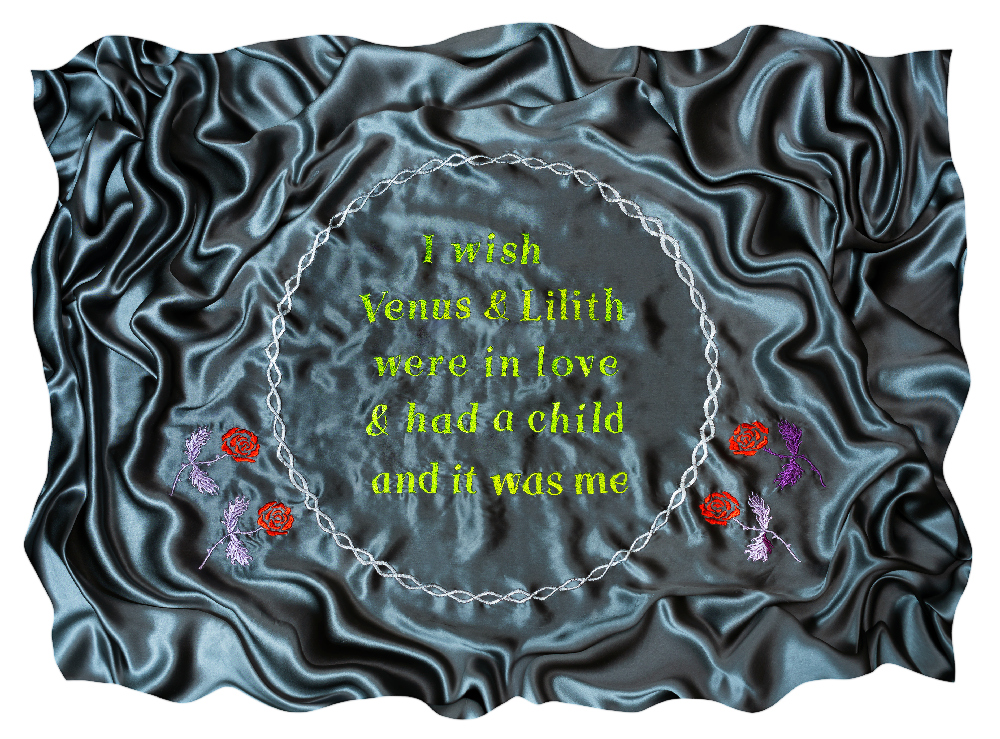 I wish
Venus & Lilith
were in love
& had a child
and it was me